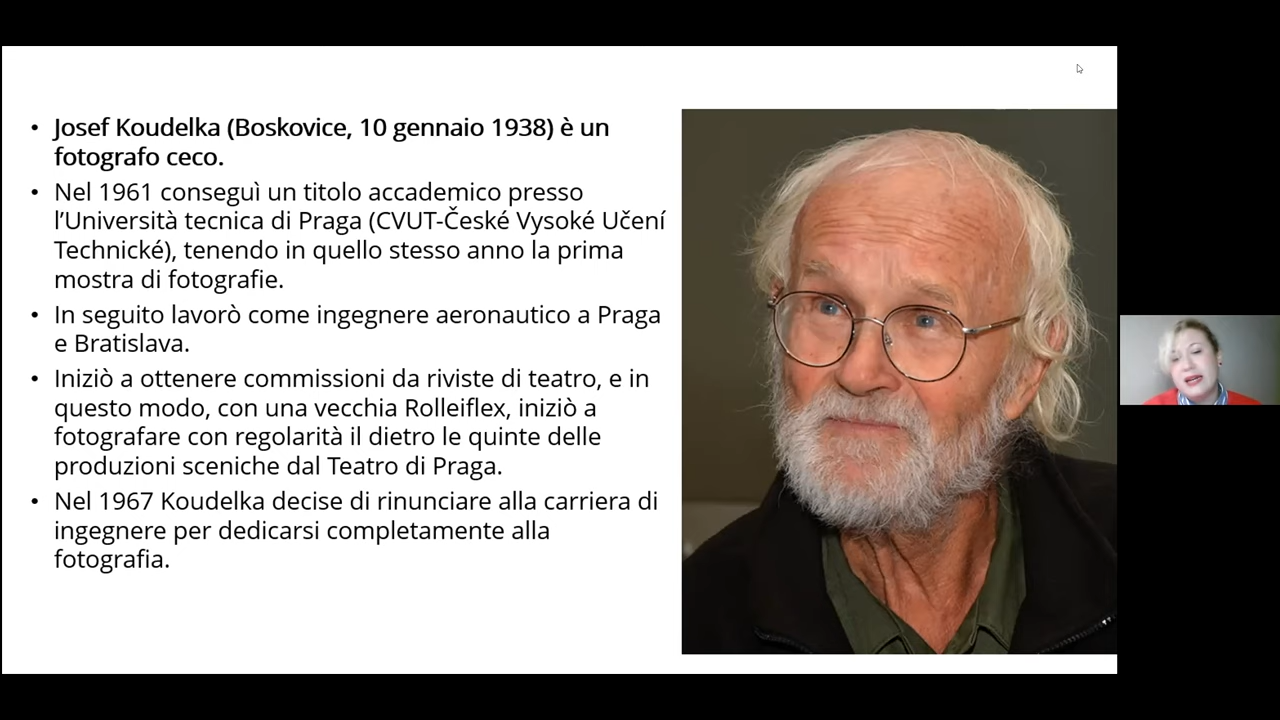 Josef Koudelka (Boskovice, 10 gennaio 1938) è un
fotografo ceco.
Nel 1961 conseguì un titolo accademico presso
l’Università tecnica di Praga (CVUT-České Vysoké Učení
Technické), tenendo in quello stesso anno la prima
mostra di fotografie.
In seguito lavorò come ingegnere aeronautico a Praga
e Bratislava.
Iniziò a ottenere commissioni da riviste di teatro, e in
questo modo, con una vecchia Rolleiflex, iniziò a
fotografare con regolarità il dietro le quinte delle
produzioni sceniche dal Teatro di Praga.
Nel 1967 Koudelka decise di rinunciare alla carriera di
ingegnere per dedicarsi completamente alla
fotografia.